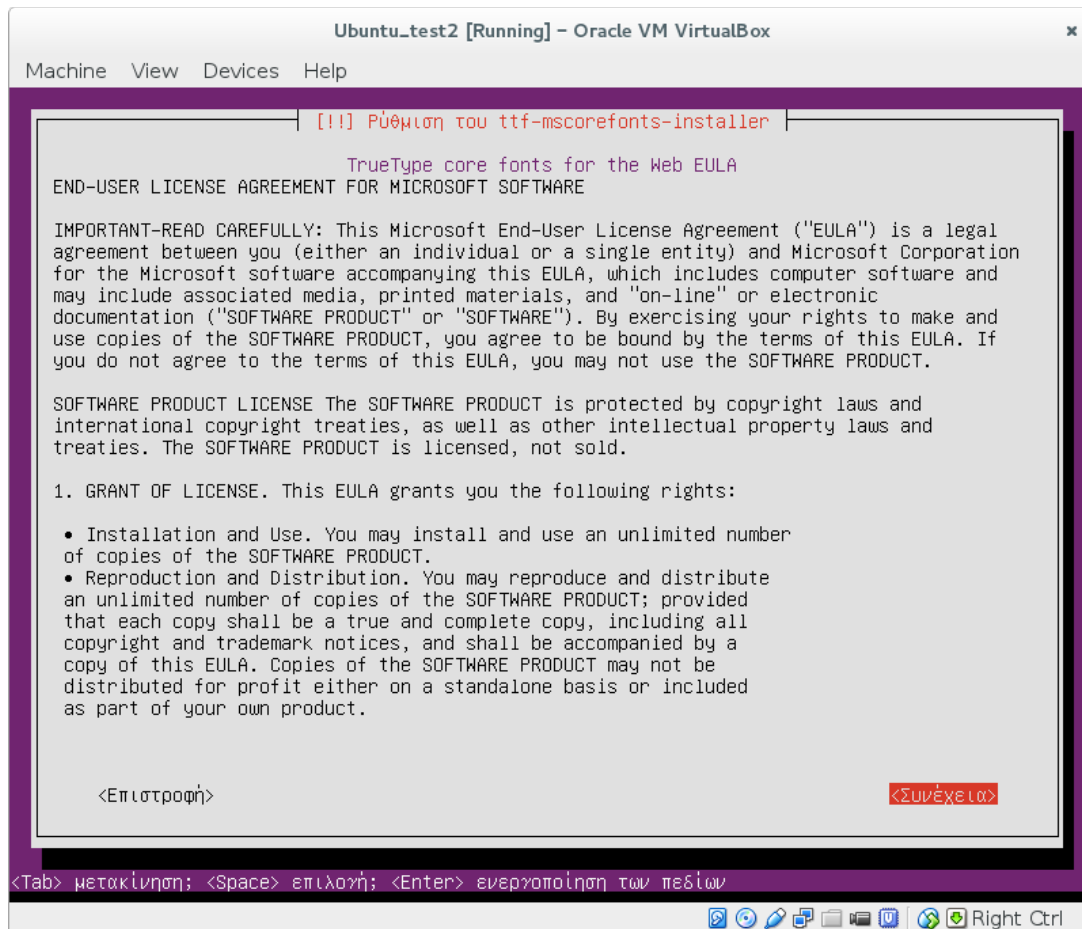 Ubuntu_test2 [Running] – Oracle VM VirtualBox
Machine View Devices Help
[!!] Ρύθμιση του ttf-mscorefonts-installer
TrueType core fonts for the Web EULA
END-USER LICENSE AGREEMENT FOR MICROSOFT SOFTWARE
IMPORTANT-READ CAREFULLY: This Microsoft End-User License Agreement ("EULA") is a legal
agreement between you (either an individual or a single entity) and Microsoft Corporation
for the Microsoft software accompanying this EULA, which includes computer software and
may include associated media, printed materials, and "on-line" or electronic
documentation ("SOFTWARE PRODUCT" or "SOFTWARE"). By exercising your rights to make and
use copies of the SOFTWARE PRODUCT, you agree to be bound by the terms of this EULA. If
you do not agree to the terms of this EULA, you may not use the SOFTWARE PRODUCT.
SOFTWARE PRODUCT LICENSE The SOFTWARE PRODUCT is protected by copyright laws and
international copyright treaties, as well as other intellectual property laws and
treaties. The SOFTWARE PRODUCT is licensed, not sold.
1. GRANT OF LICENSE. This EULA grants you the following rights:
• Installation and Use. You may install and use an unlimited number
of copies of the SOFTWARE PRODUCT.
• Reproduction and Distribution. You may reproduce and distribute
an unlimited number of copies of the SOFTWARE PRODUCT; provided
that each copy shall be a true and complete copy, including all
copyright and trademark notices, and shall be accompanied by a
copy of this EULA. Copies of the SOFTWARE PRODUCT may not be
distributed for profit either on a standalone basis or included
as part of your own product.
<Επιστροφή> <Συνέχεια>
<Tab> μετακίνηση; <Space> επιλογή; <Enter> ενεργοποίηση των πεδίων
Right Ctrl